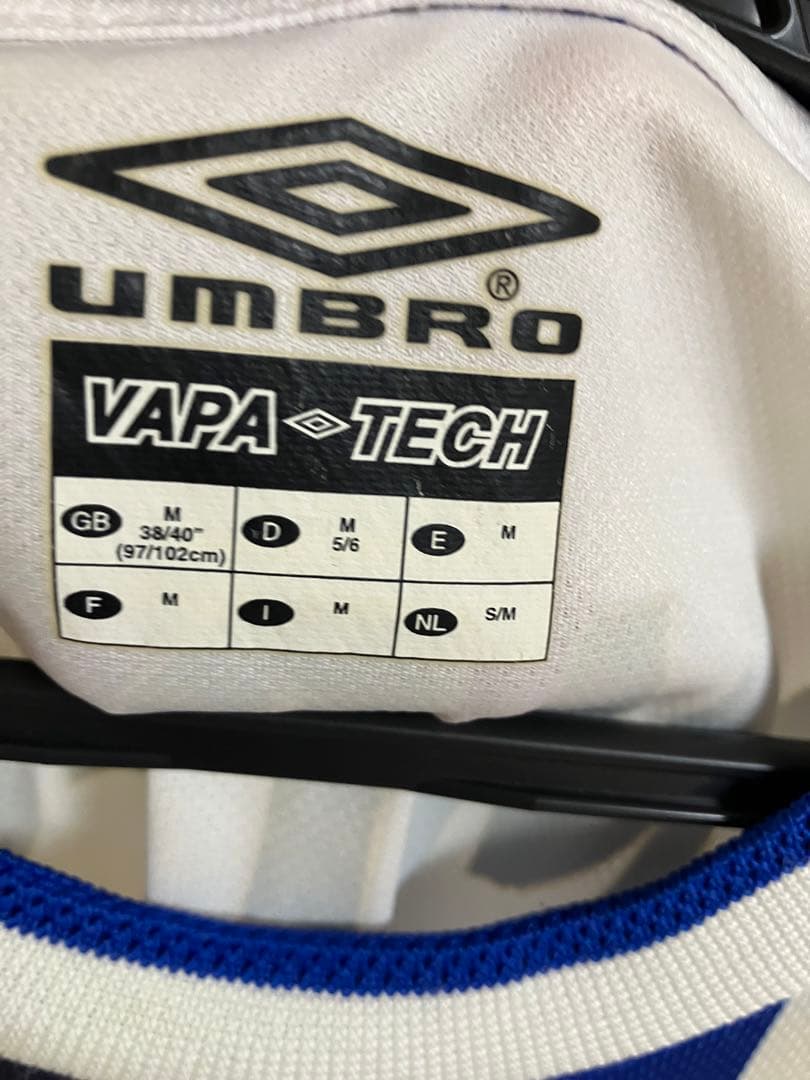 UMBRO®
VAPA TECH
GB M 38/40" (97/102cm)
D M 5/6
E M
F M
I M
NL S/M